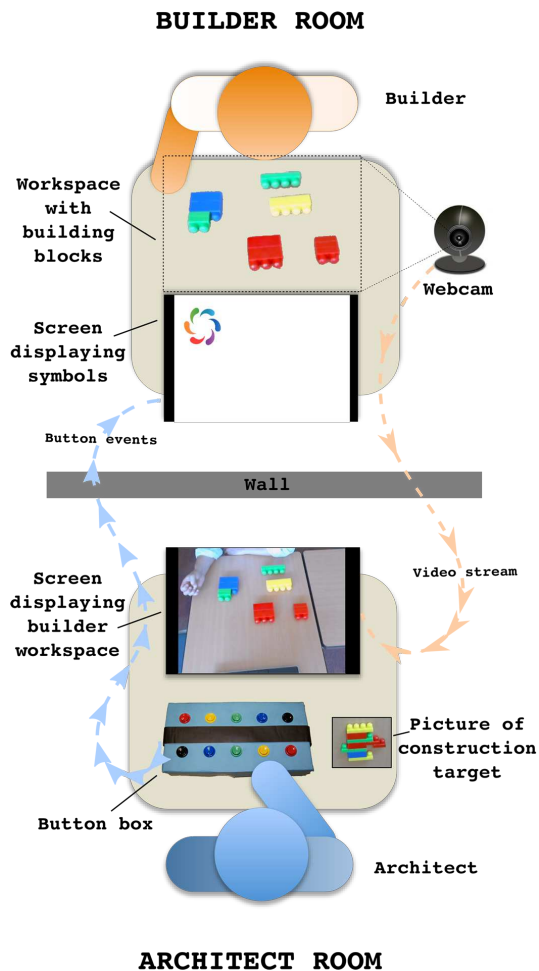 BUILDER ROOM
Builder
Workspace
with
building
blocks
Webcam
Screen
displaying
symbols
Button events
Wall
Video stream
Screen
displaying
builder
workspace
Picture of
construction
target
Button box
Architect
ARCHITECT ROOM